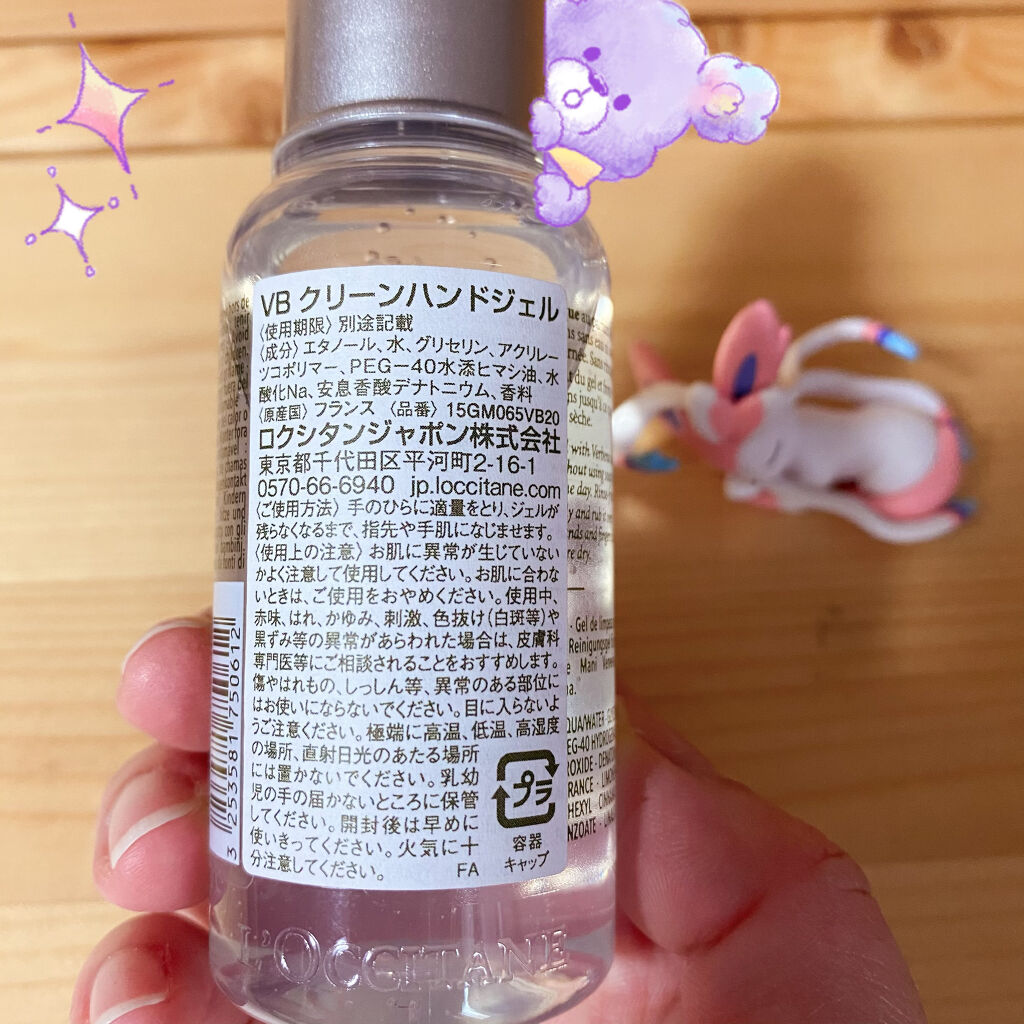 VB クリーンハンドジェル
〈使用期限〉別途記載
〈成分〉エタノール、水、グリセリン、アクリレー
ツコポリマー、PEG－40水添ヒマシ油、水
酸化Na、安息香酸デナトニウム、香料
〈原産国〉フランス 〈品番〉15GM065VB20
ロクシタンジャポン株式会社
東京都千代田区平河町2-16-1
0570-66-6940 jp.loccitane.com
〈ご使用方法〉手のひらに適量をとり、ジェルが
残らなくなるまで、指先や手肌になじませます。
〈使用上の注意〉お肌に異常が生じていない
かよく注意して使用してください。お肌に合わな
いときは、ご使用をおやめください。使用中、
赤味、はれ、かゆみ、刺激、色抜け(白斑等)や
黒ずみ等の異常があらわれた場合は、皮膚科
専門医等にご相談されることをおすすめします。
傷やはれもの、しっしん等、異常のある部位に
はお使いにならないでください。目に入らないよ
うご注意ください。極端に高温、低温、高湿度
の場所、直射日光のあたる場所
には置かないでください。乳幼
児の手の届かないところに保管
してください。開封後は早めに
使いきってください。火気に十
分注意してください。
FA
プラ
容器
キャップ
3 253581 750612
sèche.
with
day
dry.
Gel de
Mani
AQUA/WATER
PEG-40
L'OCCITANE